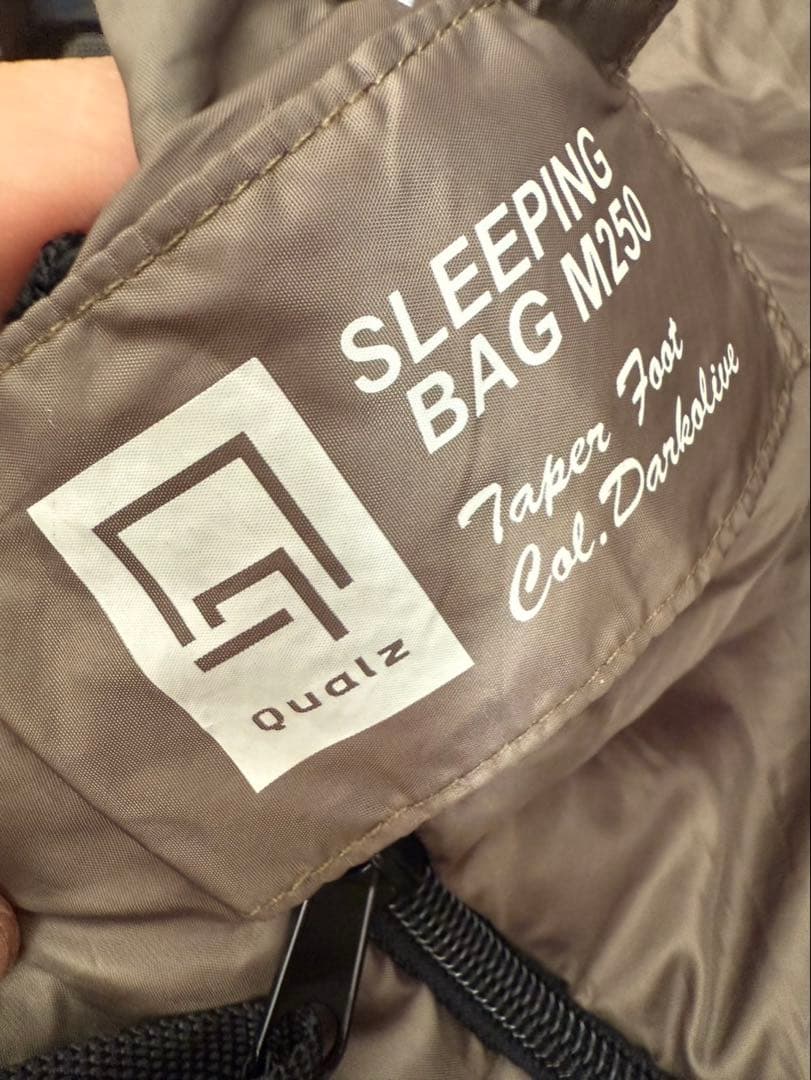 SLEEPING
BAG M250
Taper Foot
Col. Darkolive
Qualz